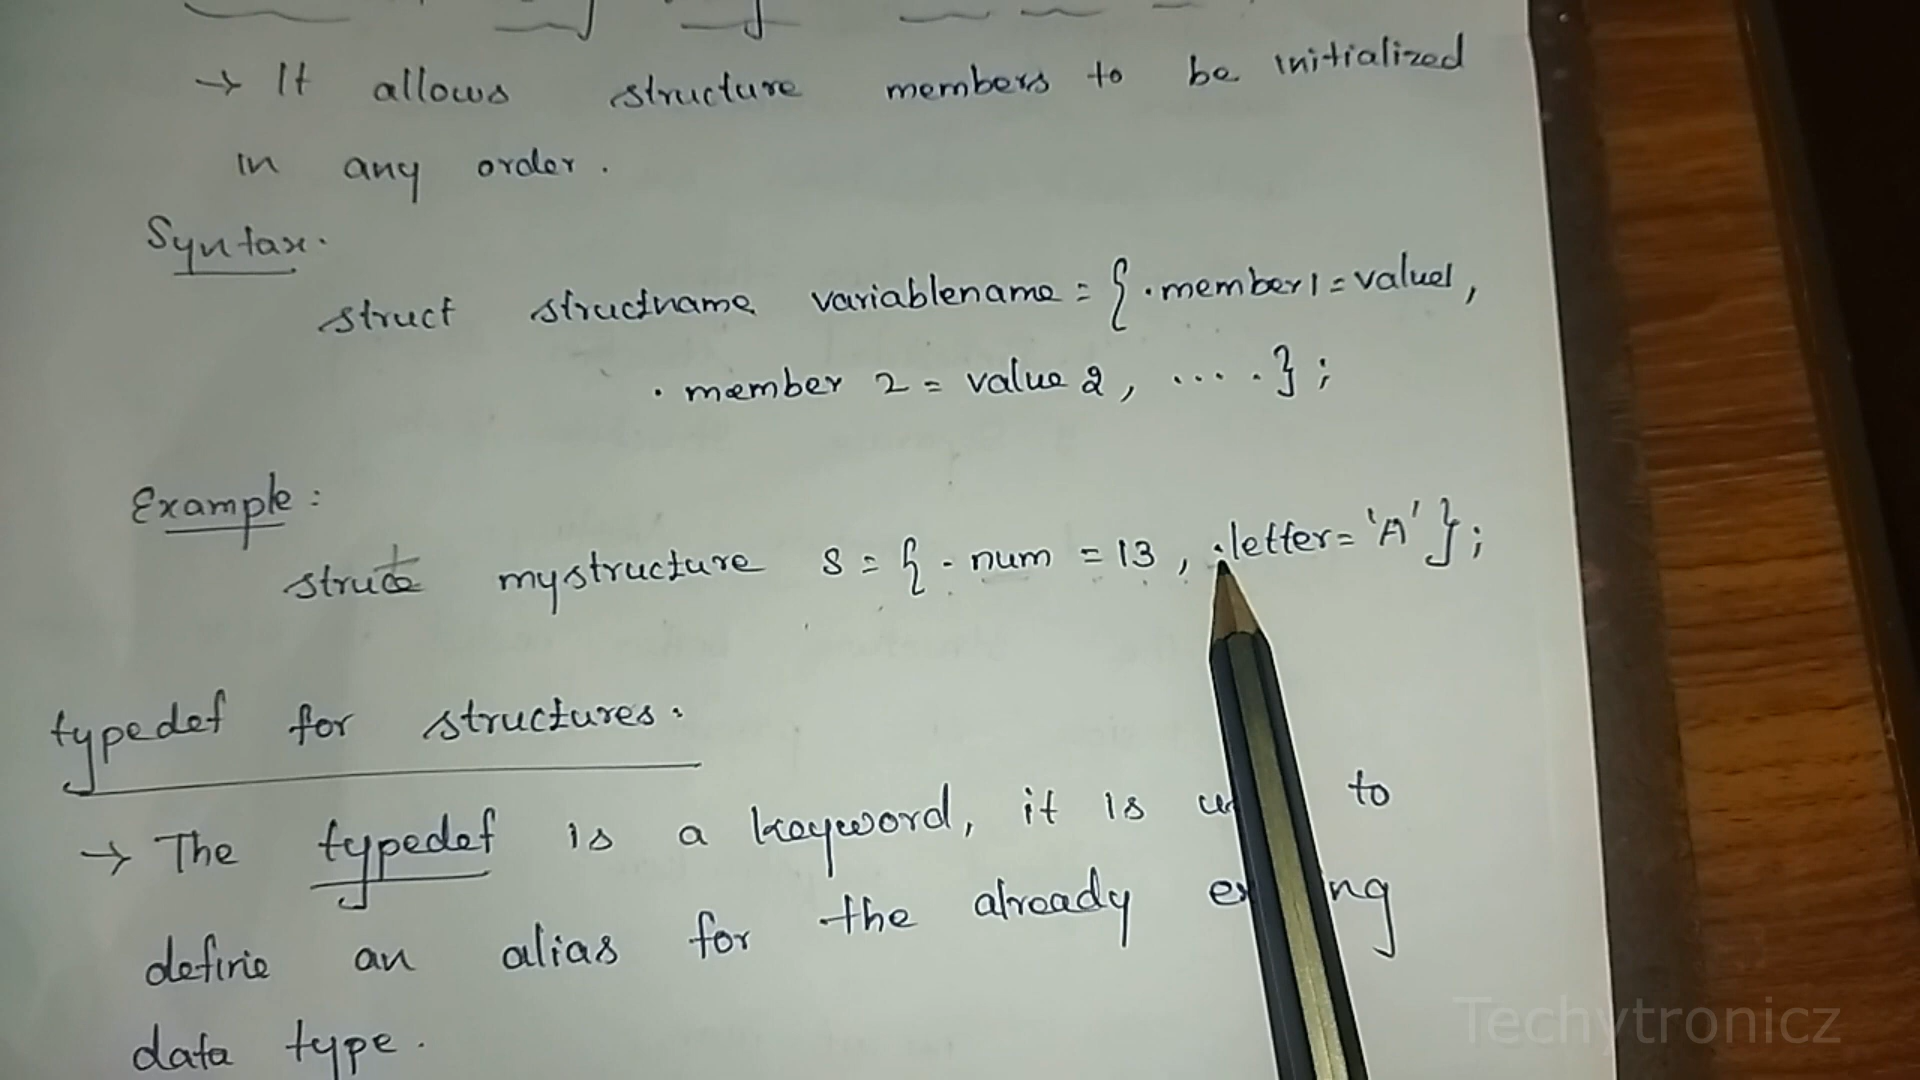 → It allows structure members to be initialized
in any order.
Syntax:
struct structname variablename = { .member1 = value1,
.member 2 = value 2, .... };
Example:
struct mystructure s = { .num = 13, .letter = 'A' };
typedef for structures:
→ The typedef is a keyword, it is to
define an alias for the already
data type.
Techytronicz